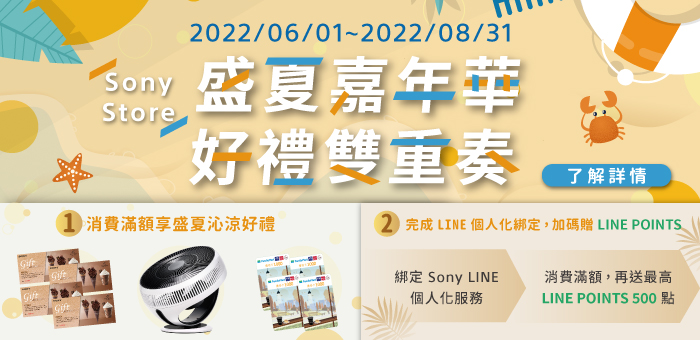 2022/06/01~2022/08/31
Sony
Store
盛夏嘉年華
好禮雙重奏
了解詳情
1 消費滿額享盛夏沁涼好禮
Gift
Gift
Gift
2 完成 LINE 個人化綁定，加碼贈 LINE POINTS
綁定 Sony LINE
個人化服務
消費滿額，再送最高
LINE POINTS 500 點